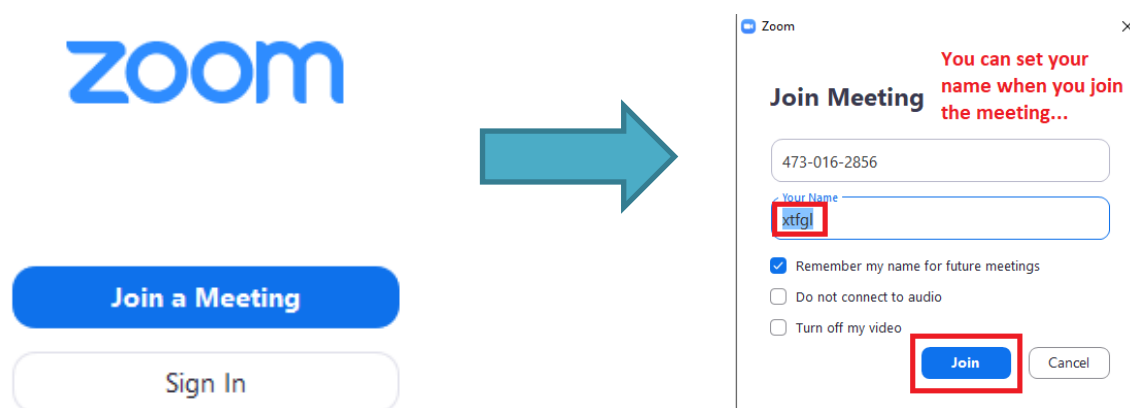 zoom
Join a Meeting
Sign In
Zoom
You can set your
name when you join
the meeting...
Join Meeting
473-016-2856
Your Name
xtfgl
Remember my name for future meetings
Do not connect to audio
Turn off my video
Join
Cancel